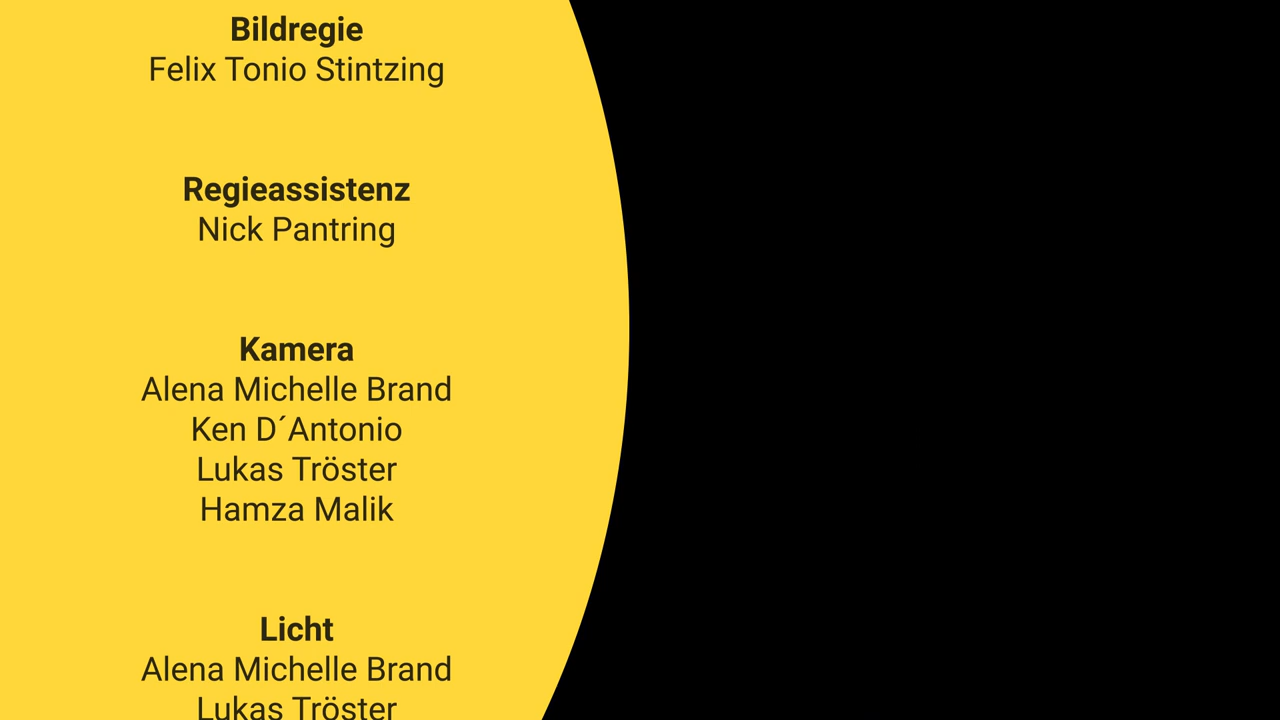 Bildregie
Felix Tonio Stintzing
Regieassistenz
Nick Pantring
Kamera
Alena Michelle Brand
Ken D´Antonio
Lukas Tröster
Hamza Malik
Licht
Alena Michelle Brand
Lukas Tröster